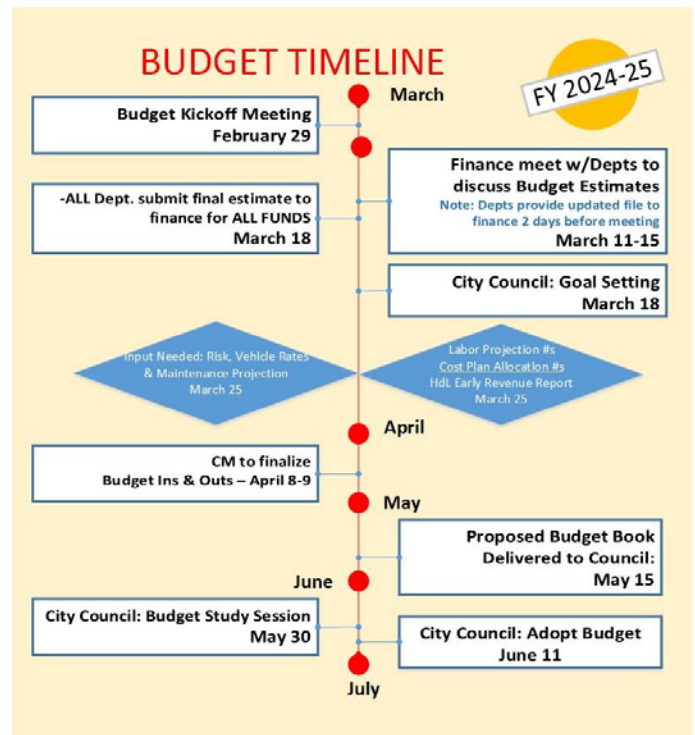 BUDGET TIMELINE
FY 2024-25
March
Budget Kickoff Meeting
February 29
Finance meet w/Depts to
discuss Budget Estimates
Note: Depts provide updated file to
finance 2 days before meeting
March 11-15
-ALL Dept. submit final estimate to
finance for ALL FUNDS
March 18
City Council: Goal Setting
March 18
Input Needed: Risk, Vehicle Rates
& Maintenance Projection
March 25
Labor Projection #s
Cost Plan Allocation #s
HdL Early Revenue Report
March 25
April
CM to finalize
Budget Ins & Outs – April 8-9
May
Proposed Budget Book
Delivered to Council:
May 15
June
City Council: Budget Study Session
May 30
City Council: Adopt Budget
June 11
July